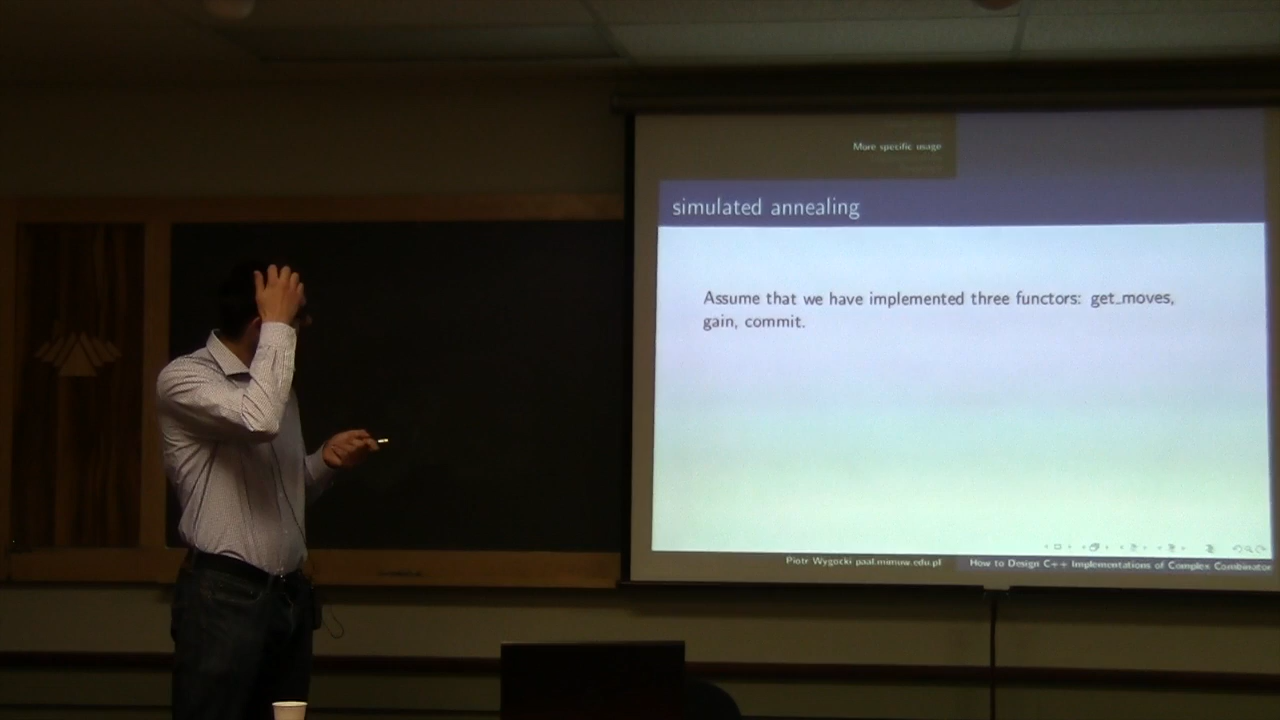 More specific usage
simulated annealing
Assume that we have implemented three functors: get_moves,
gain, commit.
Piotr Wygocki paal.mimuw.edu.pl
How to Design C++ Implementations of Complex Combinator